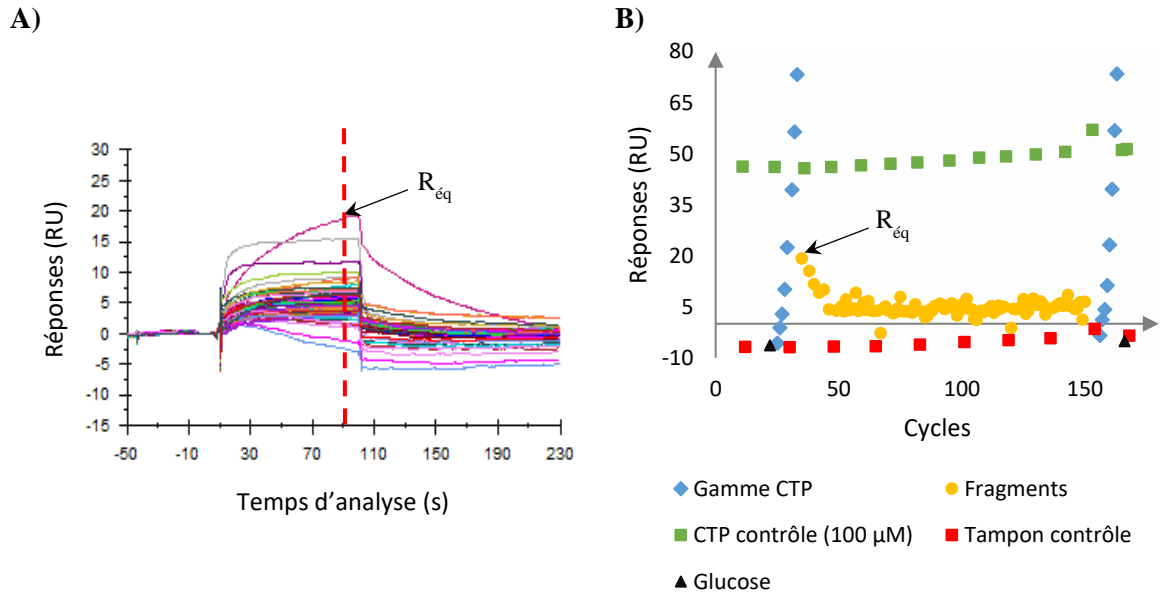 A)
Réponses (RU)
30
25
20
15
10
5
0
-5
-10
-15
R éq
-50
-10
30
70
110
150
190
230
Temps d’analyse (s)
B)
Réponses (RU)
80
65
50
35
20
5
-10
R éq
0
50
100
150
Cycles
Gamme CTP
Fragments
CTP contrôle (100 µM)
Tampon contrôle
Glucose